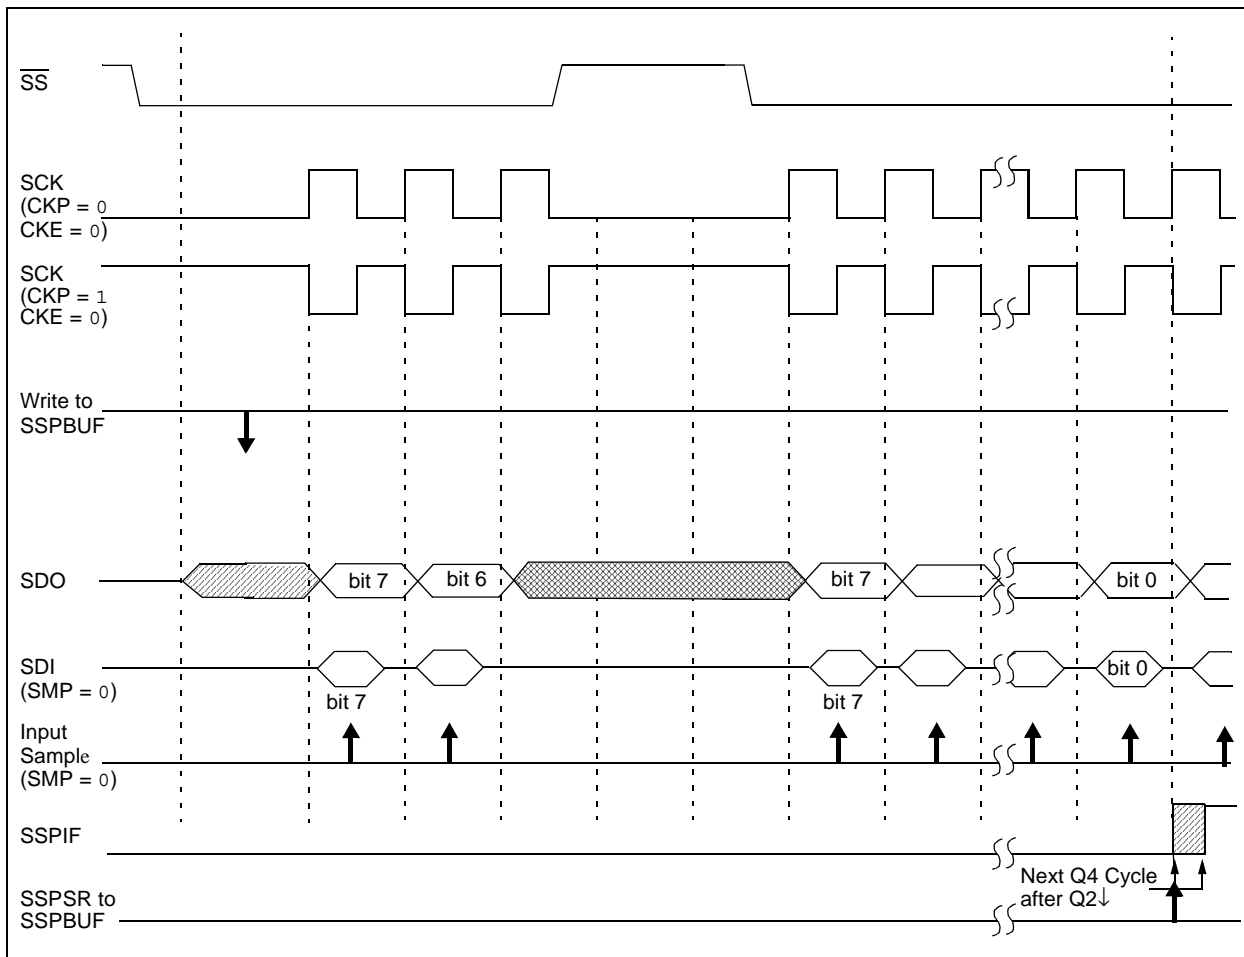 SS
SCK
(CKP = 0
CKE = 0)
SCK
(CKP = 1
CKE = 0)
Write to
SSPBUF
SDO
bit 7
bit 6
bit 7
bit 0
SDI
(SMP = 0)
bit 7
bit 7
bit 0
Input
Sample
(SMP = 0)
SSPIF
Next Q4 Cycle
after Q2↓
SSPSR to
SSPBUF